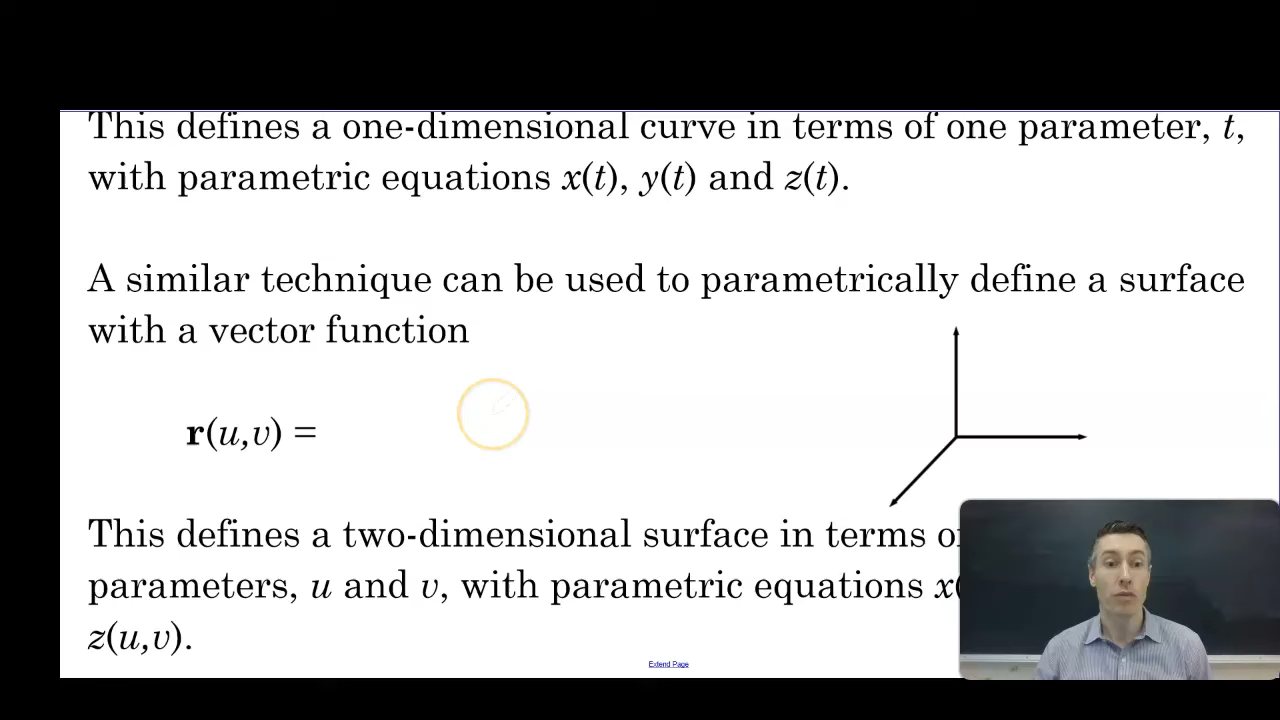 This defines a one-dimensional curve in terms of one parameter, t,
with parametric equations x(t), y(t) and z(t).
A similar technique can be used to parametrically define a surface
with a vector function
r(u,v) =
This defines a two-dimensional surface in terms
parameters, u and v, with parametric equations
z(u,v).
Extend Page